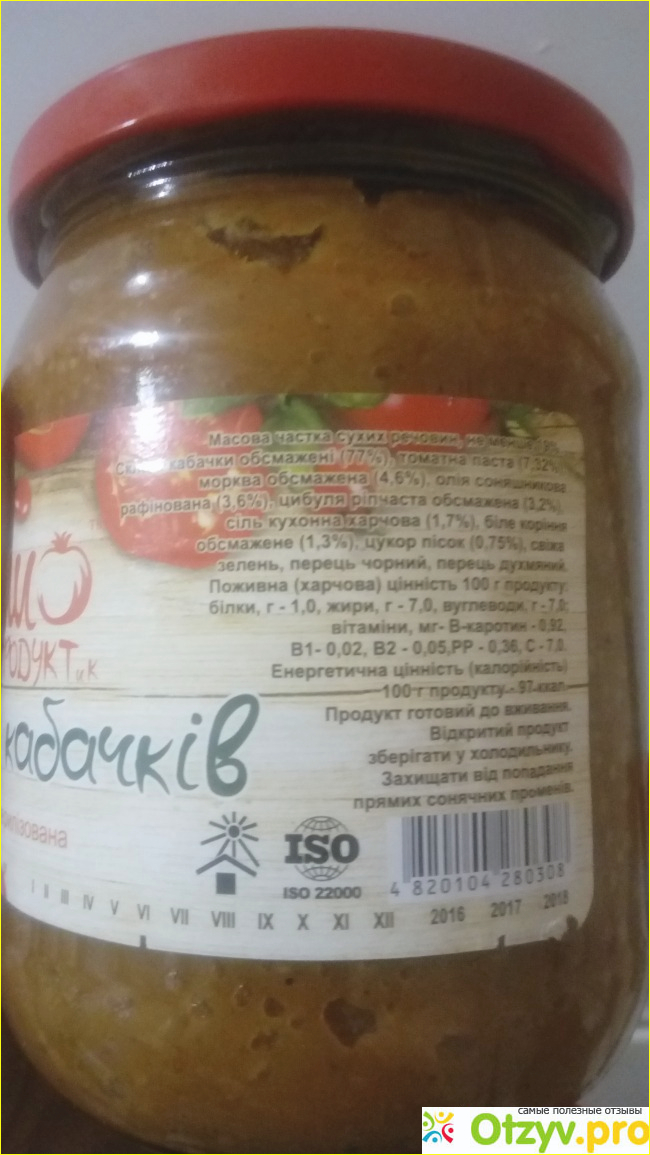 Масова частка сухих речовин, не менше 19%
Склад: кабачки обсмажені (77%), томатна паста (7,32%),
морква обсмажена (4,6%), олія соняшникова
рафінована (3,6%), цибуля ріпчаста обсмажена (3,2%),
сіль кухонна харчова (1,7%), біле коріння
обсмажене (1,3%), цукор пісок (0,75%), свіжа
зелень, перець чорний, перець духмяний.
Поживна (харчова) цінність 100 г продукту:
білки, г - 1,0, жири, г - 7,0, вуглеводи, г - 7,0;
вітаміни, мг- В-каротин - 0,92,
В1- 0,02, В2 - 0,05,РР - 0,36, С - 7,0.
Енергетична цінність (калорійність)
100 г продукту - 97 ккал.
Продукт готовий до вживання.
Відкритий продукт
зберігати у холодильнику.
Захищати від попадання
прямих сонячних променів.
МО
РОДУКТ и К
кабачків
илізована
ISO
ISO 22000
4 820104 280308
I II III IV V VI VII VIII IX X XI XII 2016 2017 2018
самые полезные отзывы
Otzyv.pro